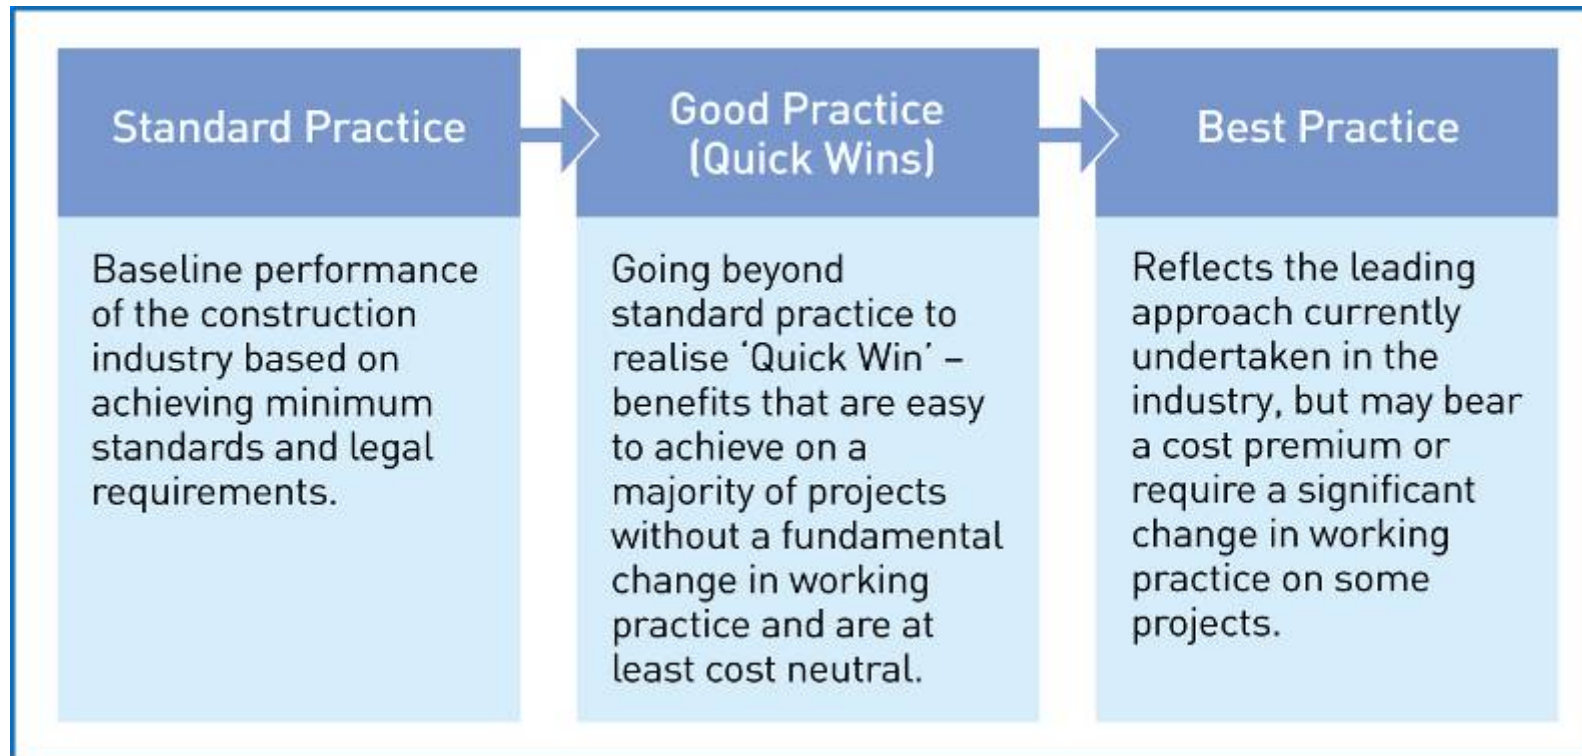 Standard Practice
Baseline performance
of the construction
industry based on
achieving minimum
standards and legal
requirements.
Good Practice
(Quick Wins)
Going beyond
standard practice to
realise ‘Quick Win’ –
benefits that are easy
to achieve on a
majority of projects
without a fundamental
change in working
practice and are at
least cost neutral.
Best Practice
Reflects the leading
approach currently
undertaken in the
industry, but may bear
a cost premium or
require a significant
change in working
practice on some
projects.